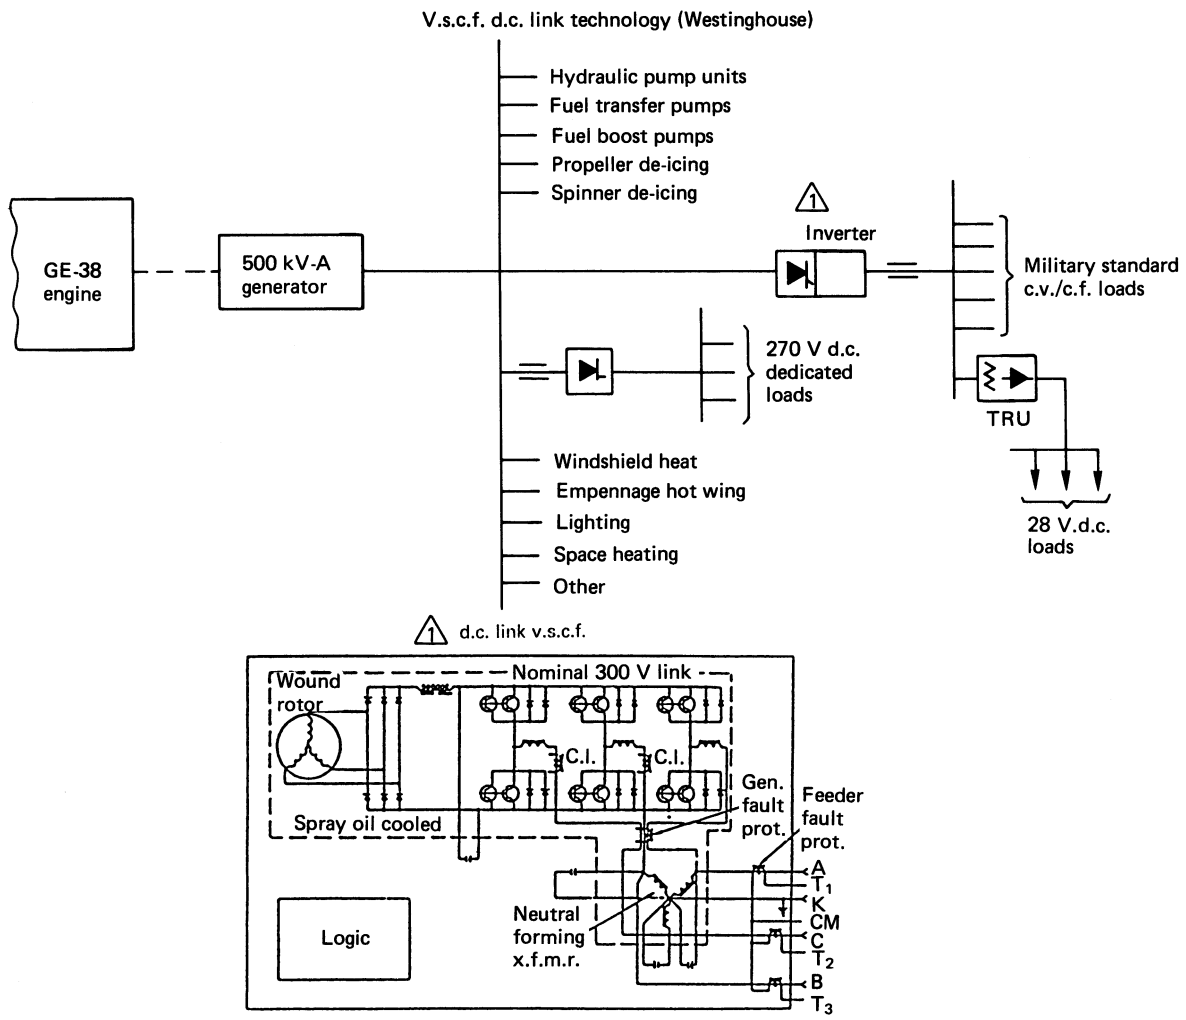 V.s.c.f. d.c. link technology (Westinghouse)
Hydraulic pump units
Fuel transfer pumps
Fuel boost pumps
Propeller de-icing
Spinner de-icing
GE-38
engine
500 kV-A
generator
1
Inverter
Military standard
c.v./c.f. loads
270 V d.c.
dedicated
loads
TRU
28 V.d.c.
loads
Windshield heat
Empennage hot wing
Lighting
Space heating
Other
1 d.c. link v.s.c.f.
Nominal 300 V link
Wound
rotor
C.I.
C.I.
Spray oil cooled
Gen.
fault
prot.
Feeder
fault
prot.
A
T1
K
CM
C
T2
B
T3
Neutral
forming
x.f.m.r.
Logic